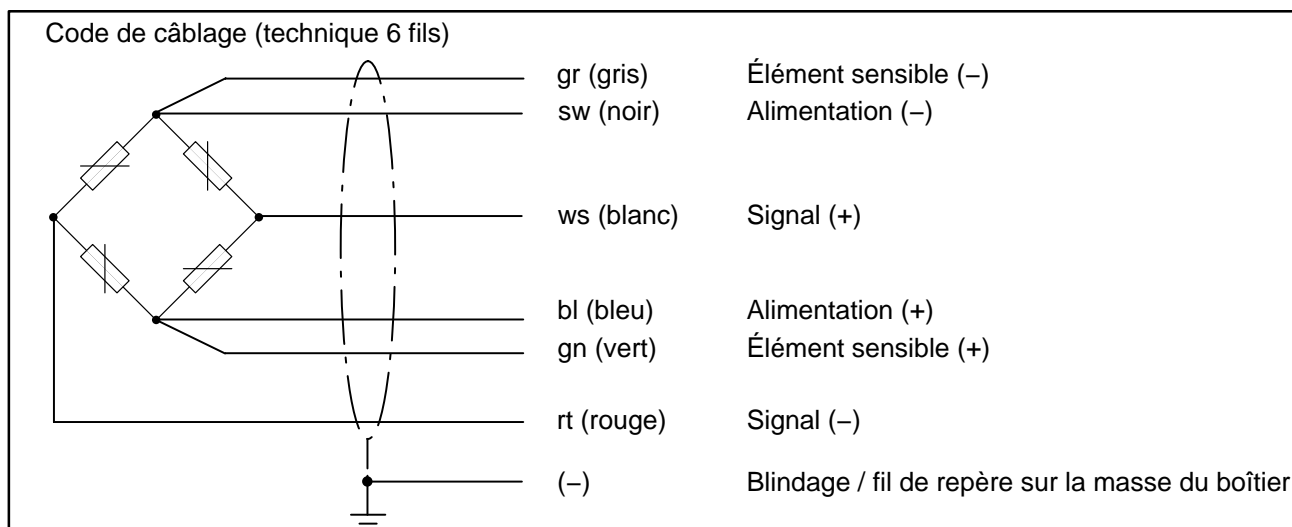 Code de câblage (technique 6 fils)
gr (gris) Élément sensible (−)
sw (noir) Alimentation (−)
ws (blanc) Signal (+)
bl (bleu) Alimentation (+)
gn (vert) Élément sensible (+)
rt (rouge) Signal (−)
(−) Blindage / fil de repère sur la masse du boîtier